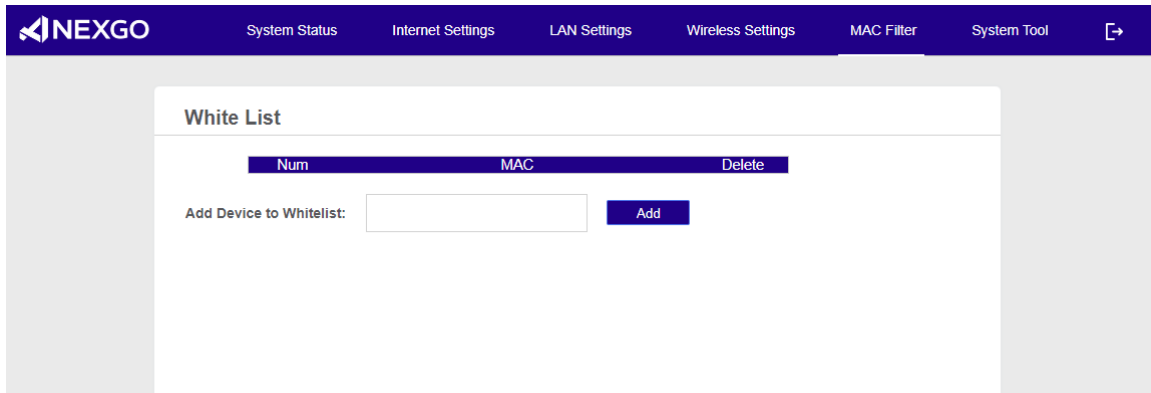 NEXGO System Status Internet Settings LAN Settings Wireless Settings MAC Filter System Tool
White List
Num MAC Delete
Add Device to Whitelist: Add